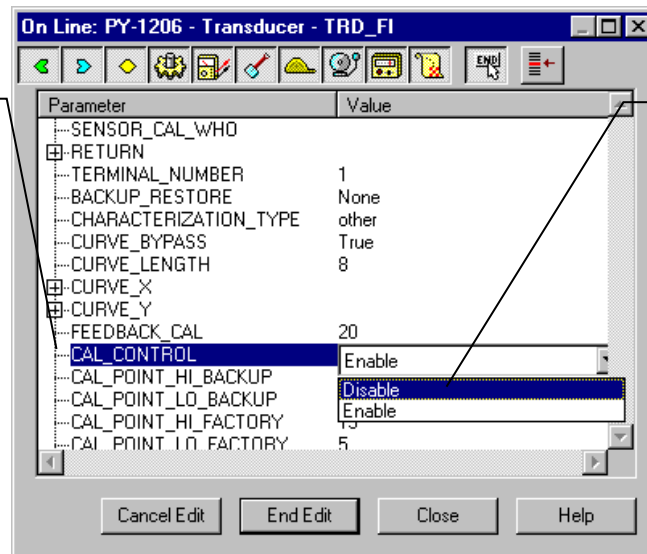 On Line: PY-1206 - Transducer - TRD_FI
END
Parameter Value
SENSOR_CAL_WHO
RETURN
TERMINAL_NUMBER 1
BACKUP_RESTORE None
CHARACTERIZATION_TYPE other
CURVE_BYPASS True
CURVE_LENGTH 8
CURVE_X
CURVE_Y
FEEDBACK_CAL 20
CAL_CONTROL Enable
CAL_POINT_HI_BACKUP Disable
CAL_POINT_LO_BACKUP Enable
CAL_POINT_HI_FACTORY 15
CAL_POINT_LO_FACTORY 5
Cancel Edit End Edit Close Help